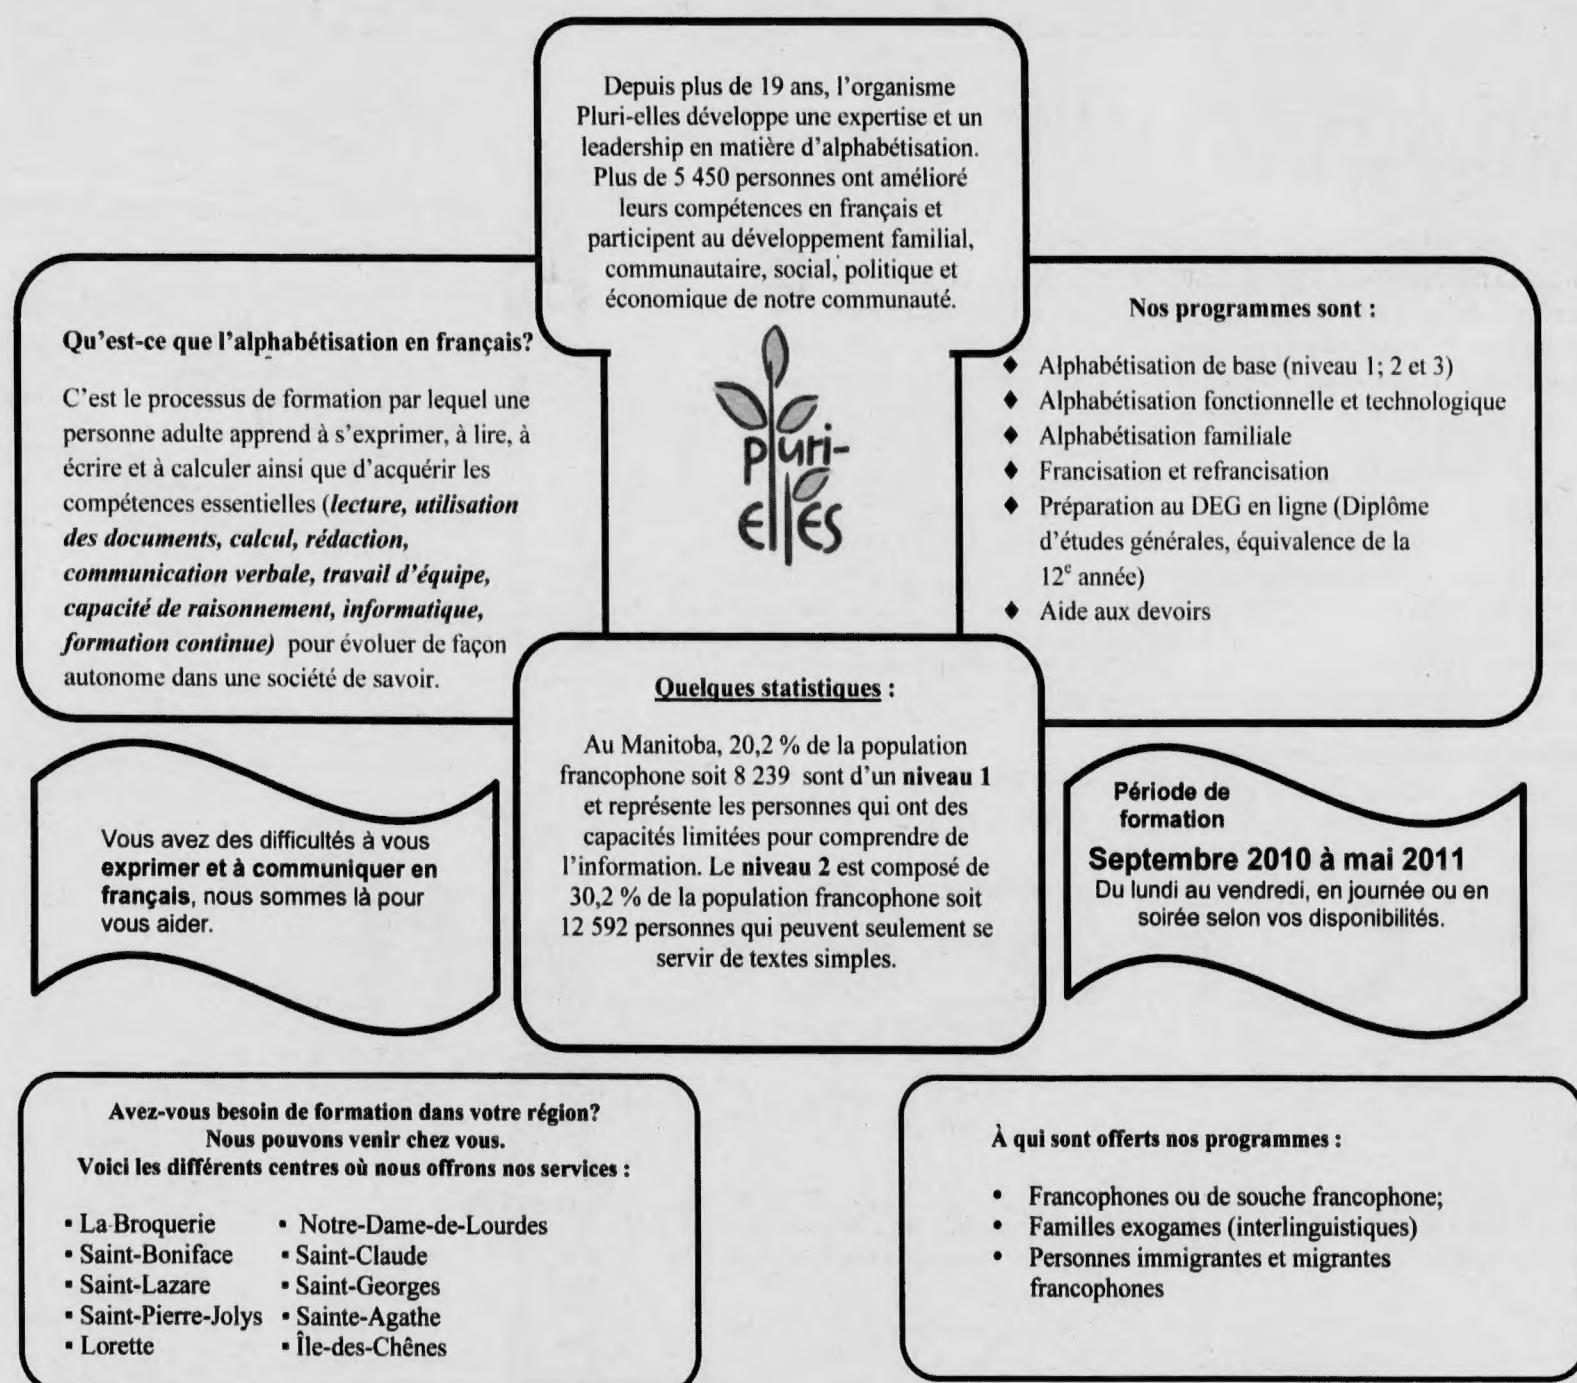 Depuis plus de 19 ans, l'organisme
Pluri-elles développe une expertise et un
leadership en matière d'alphabétisation.
Plus de 5 450 personnes ont amélioré
leurs compétences en français et
participent au développement familial,
communautaire, social, politique et
économique de notre communauté.
Qu'est-ce que l'alphabétisation en français?
C'est le processus de formation par lequel une
personne adulte apprend à s'exprimer, à lire, à
écrire et à calculer ainsi que d'acquérir les
compétences essentielles (lecture, utilisation
des documents, calcul, rédaction,
communication verbale, travail d'équipe,
capacité de raisonnement, informatique,
formation continue) pour évoluer de façon
autonome dans une société de savoir.
pluri-
elles
Nos programmes sont :
♦ Alphabétisation de base (niveau 1; 2 et 3)
♦ Alphabétisation fonctionnelle et technologique
♦ Alphabétisation familiale
♦ Francisation et refrancisation
♦ Préparation au DEG en ligne (Diplôme
d'études générales, équivalence de la
12e année)
♦ Aide aux devoirs
Quelques statistiques :
Au Manitoba, 20,2 % de la population
francophone soit 8 239 sont d'un niveau 1
et représente les personnes qui ont des
capacités limitées pour comprendre de
l'information. Le niveau 2 est composé de
30,2 % de la population francophone soit
12 592 personnes qui peuvent seulement se
servir de textes simples.
Vous avez des difficultés à vous
exprimer et à communiquer en
français, nous sommes là pour
vous aider.
Période de
formation
Septembre 2010 à mai 2011
Du lundi au vendredi, en journée ou en
soirée selon vos disponibilités.
Avez-vous besoin de formation dans votre région?
Nous pouvons venir chez vous.
Voici les différents centres où nous offrons nos services :
▪ La Broquerie
▪ Saint-Boniface
▪ Saint-Lazare
▪ Saint-Pierre-Jolys
▪ Lorette
▪ Notre-Dame-de-Lourdes
▪ Saint-Claude
▪ Saint-Georges
▪ Sainte-Agathe
▪ Île-des-Chênes
À qui sont offerts nos programmes :
• Francophones ou de souche francophone;
• Familles exogames (interlinguistiques)
• Personnes immigrantes et migrantes
francophones